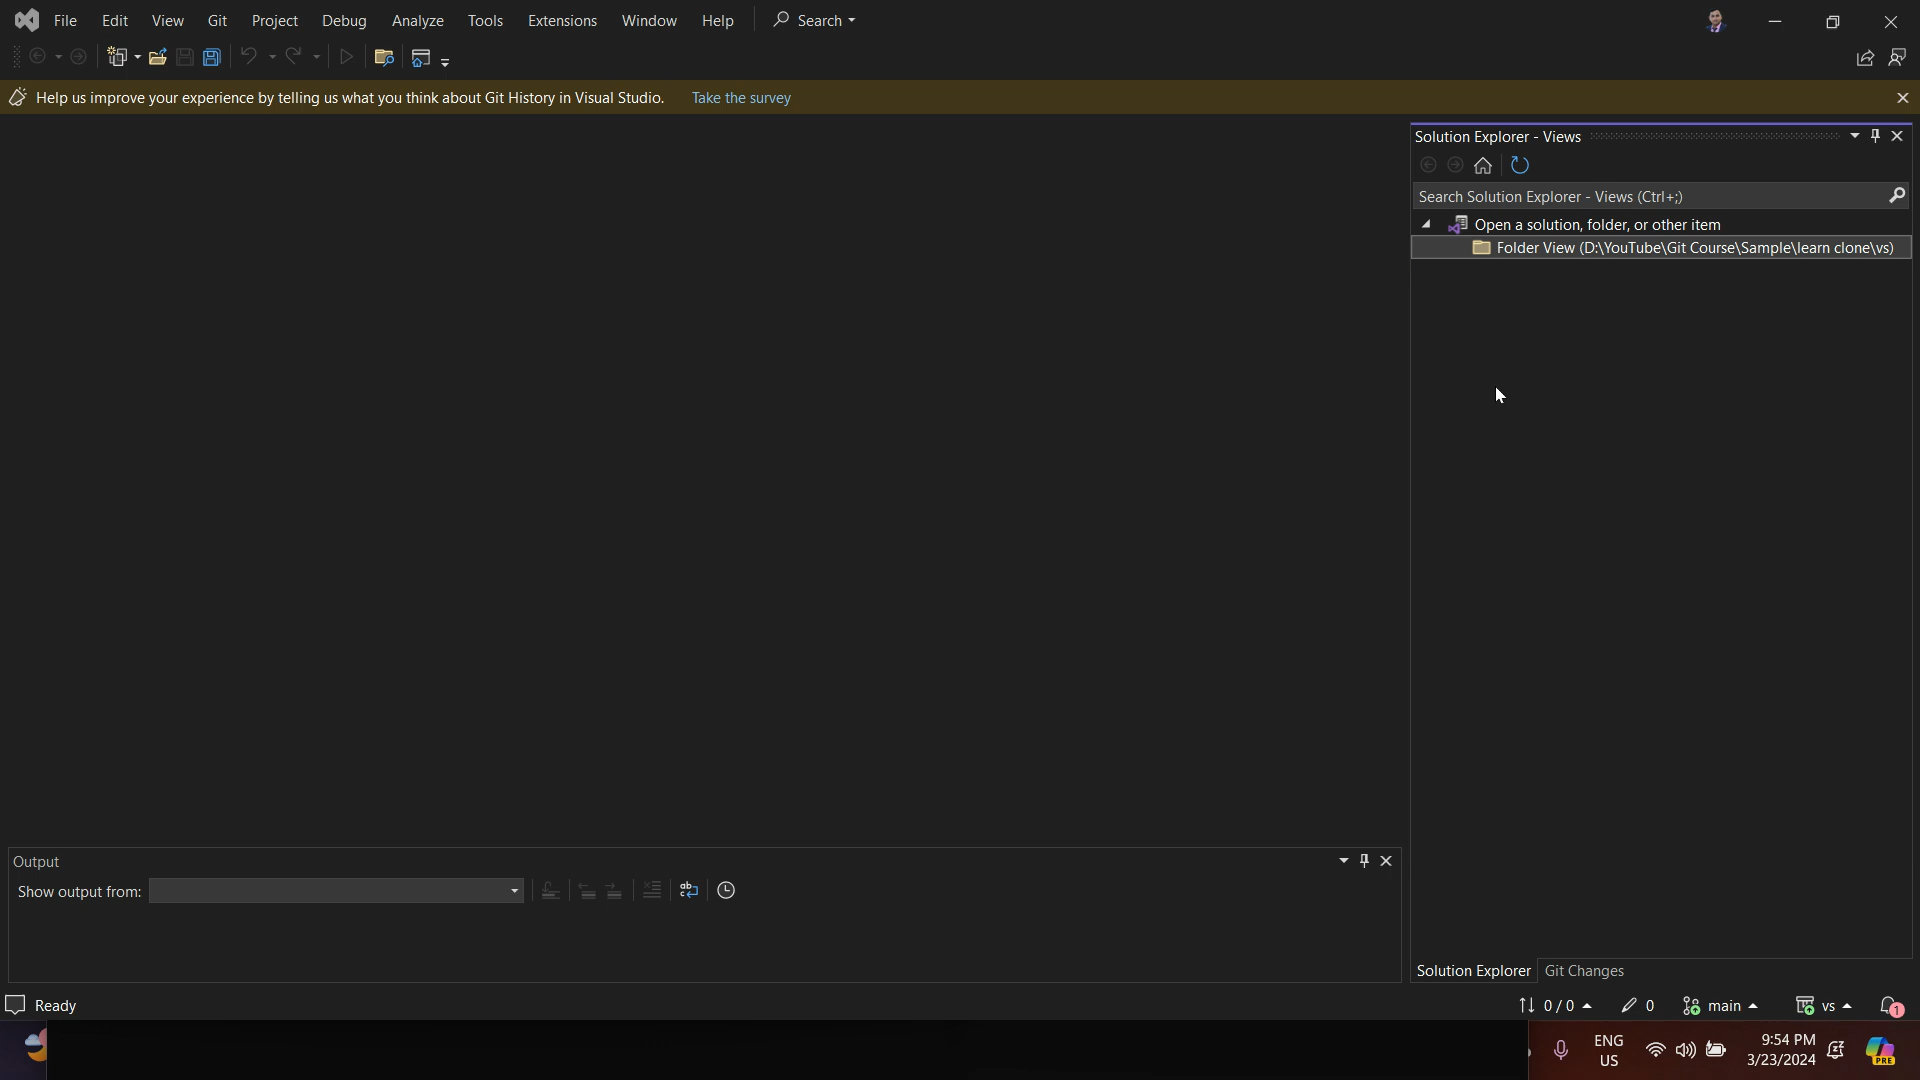 File Edit View Git Project Debug Analyze Tools Extensions Window Help Search
Help us improve your experience by telling us what you think about Git History in Visual Studio. Take the survey
Solution Explorer - Views
Search Solution Explorer - Views (Ctrl+;)
Open a solution, folder, or other item
Folder View (D:\YouTube\Git Course\Sample\learn clone\vs)
Output
Show output from:
Solution Explorer Git Changes
Ready 0 / 0 0 main vs 1
ENG 9:54 PM
US 3/23/2024 PRE